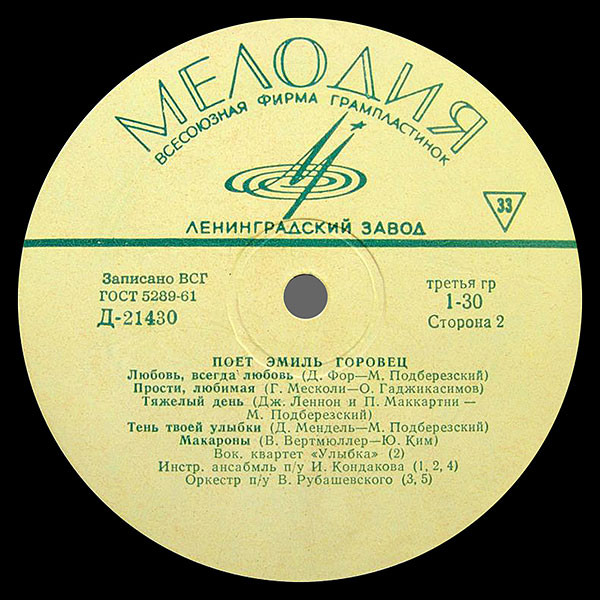 МЕЛОДИЯ
ВСЕСОЮЗНАЯ ФИРМА ГРАМПЛАСТИНОК
ЛЕНИНГРАДСКИЙ ЗАВОД
33
Записано ВСГ
ГОСТ 5289-61
Д-21430
третья гр
1-30
Сторона 2
ПОЕТ ЭМИЛЬ ГОРОВЕЦ
Любовь, всегда любовь (Д. Фор—М. Подберезский)
Прости, любимая (Г. Месколи—О. Гаджикасимов)
Тяжелый день (Дж. Леннон и П. Маккартни—
М. Подберезский)
Тень твоей улыбки (Д. Мендель—М. Подберезский)
Макароны (В. Вертмюллер—Ю. Ким)
Вок. квартет «Улыбка» (2)
Инстр. ансабмль п/у И. Кондакова (1, 2, 4)
Оркестр п/у В. Рубашевского (3, 5)